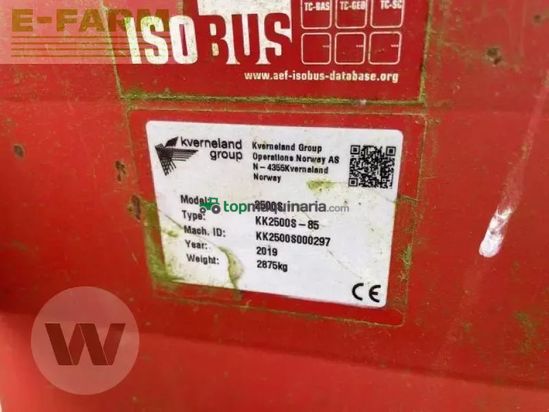 E-FARM
ISOBUS
TC-BAS TC-GEO TC-SC
www.aef-isobus-database.org
kverneland group
Kverneland Group
Operations Norway AS
N-4355Kverneland
Norway
topmaquinaria.com
Model: 2500S
Type: KK2500S-85
Mach. ID: KK2500S000297
Year: 2019
Weight: 2875kg
CE
W